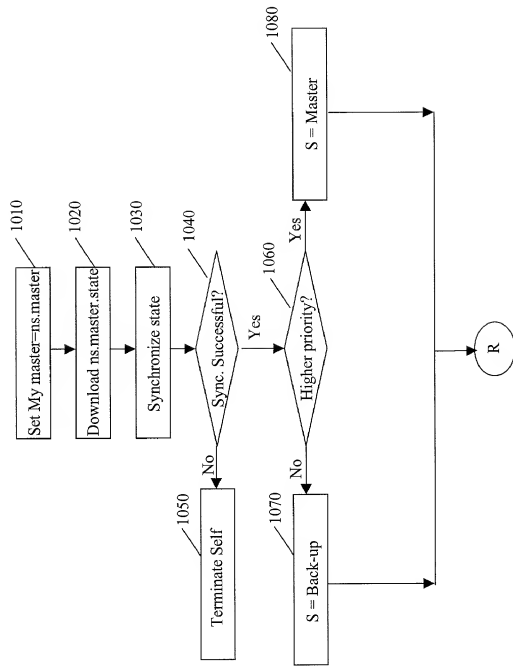 1010
Set My master=ns.master
1020
Download ns.master.state
1030
Synchronize state
1040
Sync. Successful?
No
Yes
1050
Terminate Self
1060
Higher priority?
No
Yes
1070
S = Back-up
1080
S = Master
R